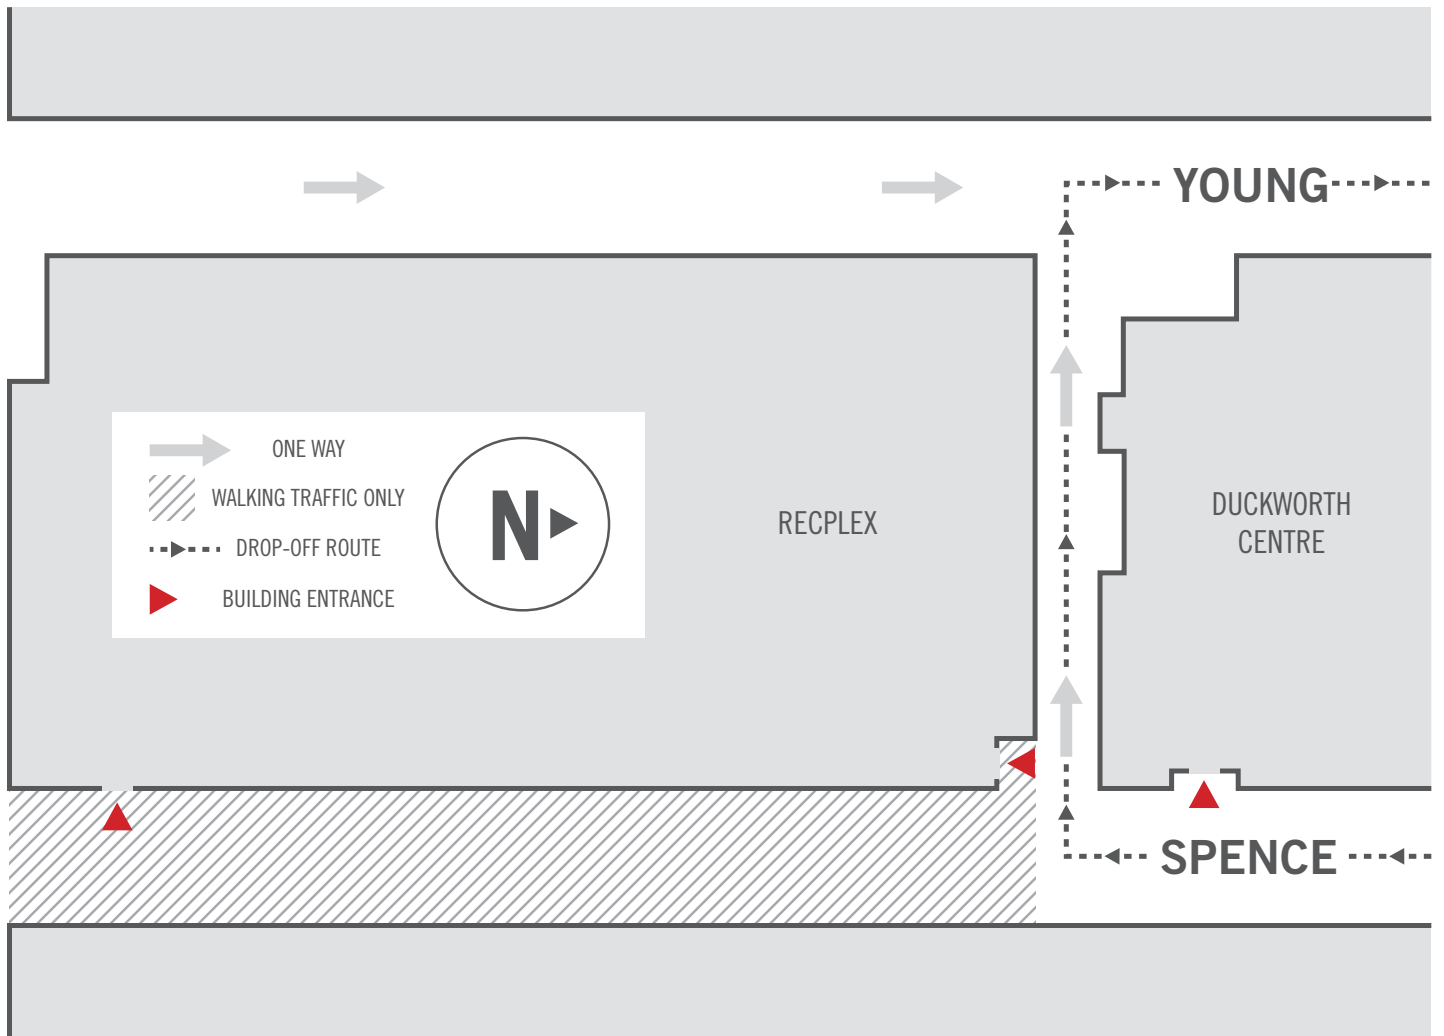 YOUNG
ONE WAY
WALKING TRAFFIC ONLY
DROP-OFF ROUTE
BUILDING ENTRANCE
N
RECPLEX
DUCKWORTH
CENTRE
SPENCE